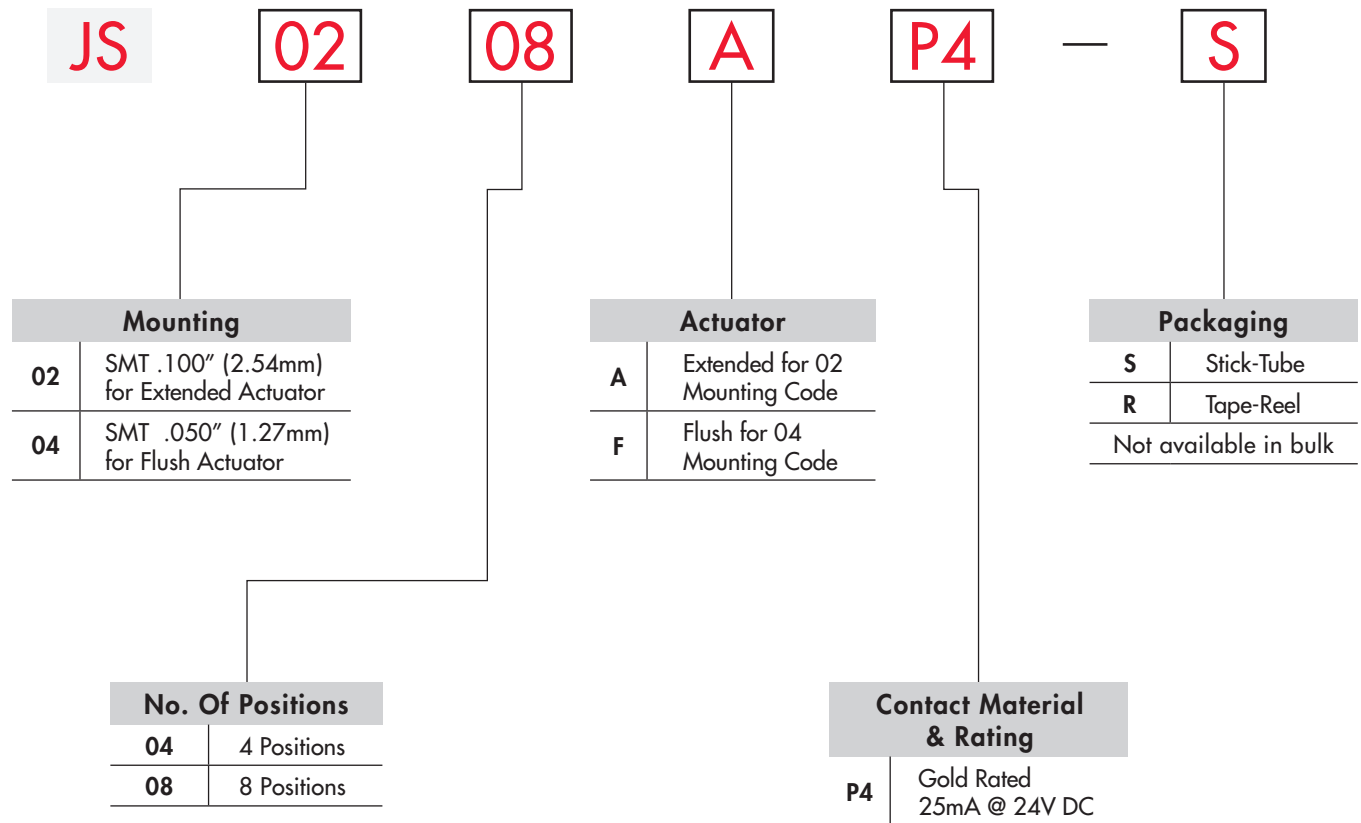 JS 02 08 A P4 — S
Mounting
02 SMT .100” (2.54mm)
for Extended Actuator
04 SMT .050” (1.27mm)
for Flush Actuator
Actuator
A Extended for 02
Mounting Code
F Flush for 04
Mounting Code
Packaging
S Stick-Tube
R Tape-Reel
Not available in bulk
No. Of Positions
04 4 Positions
08 8 Positions
Contact Material
& Rating
P4 Gold Rated
25mA @ 24V DC